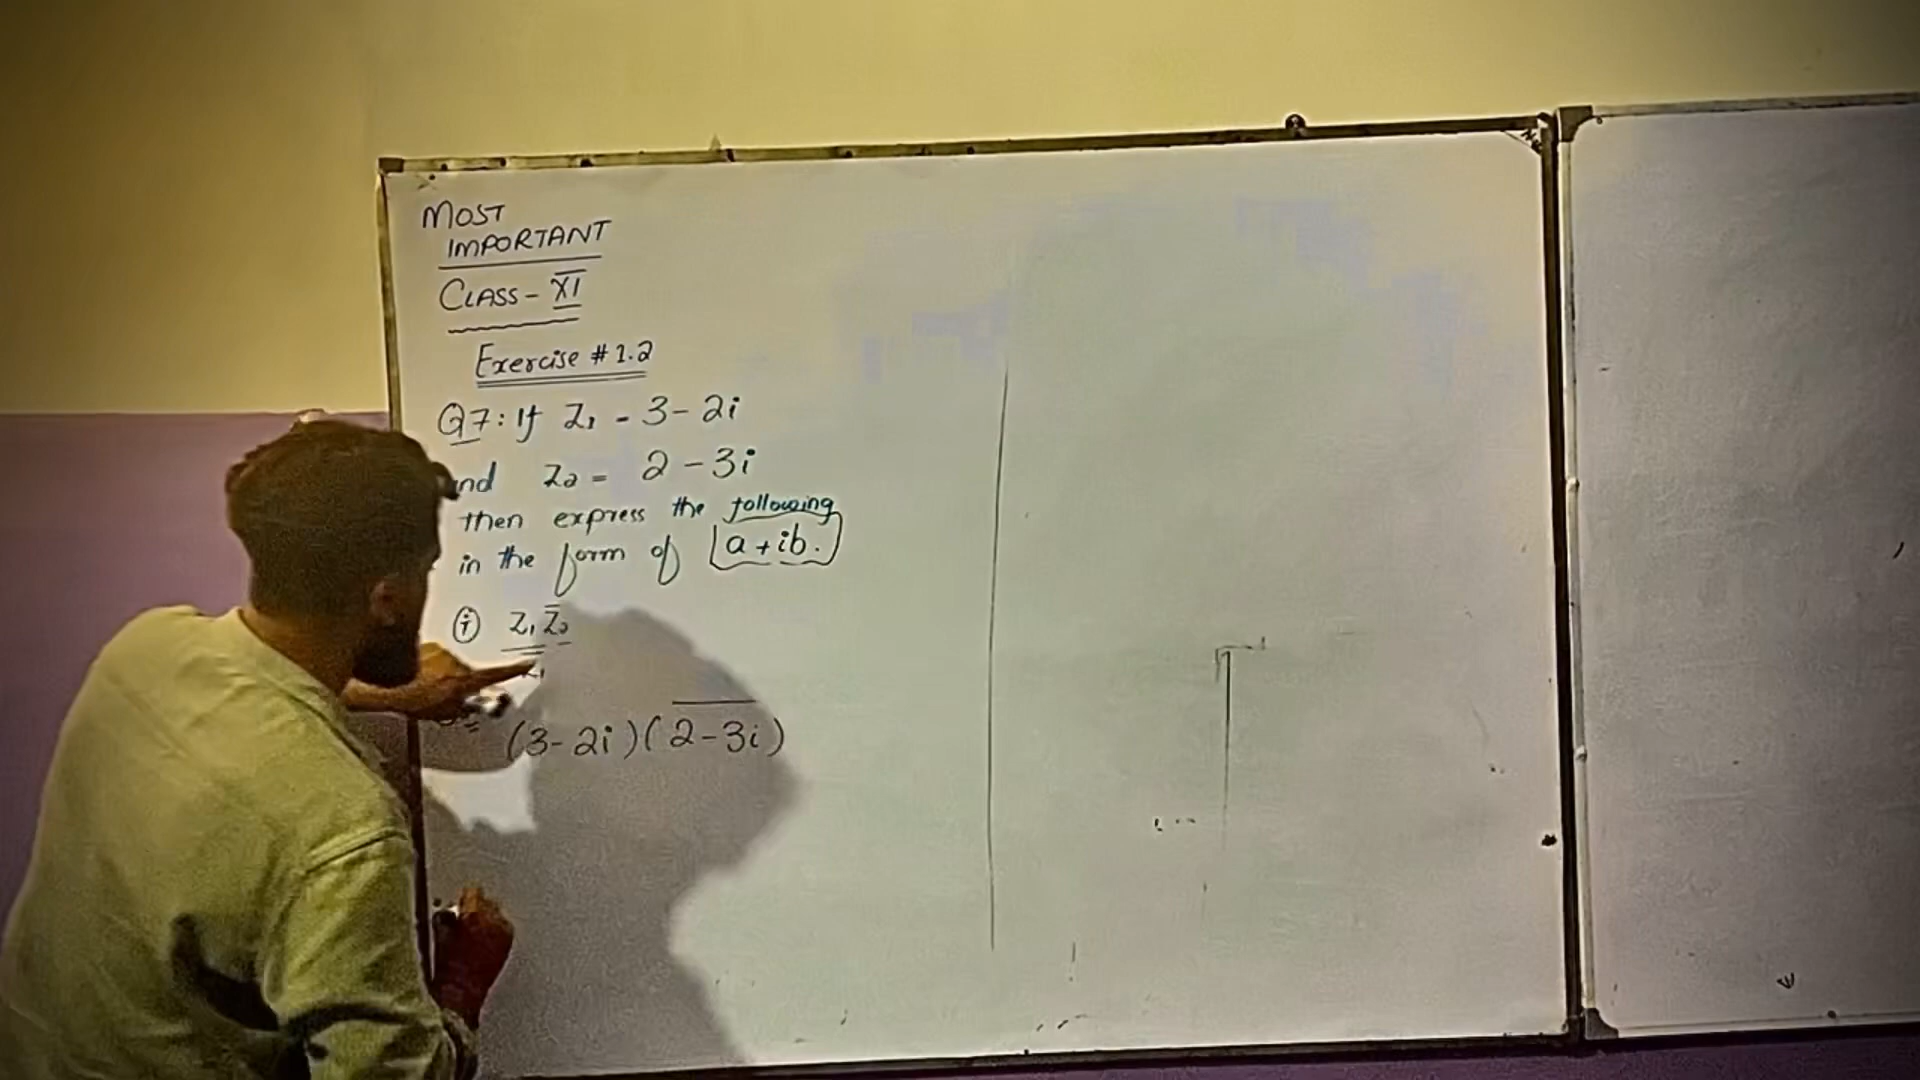 MOST
IMPORTANT
CLASS - XI
Exercise # 1.2
Q7: If Z₁ = 3 - 2i
and Z₂ = 2 - 3i
then express the following
in the form of a + ib.
(i) Z₁ Z̅₂
(3 - 2i) ( \overline{2 - 3i} )